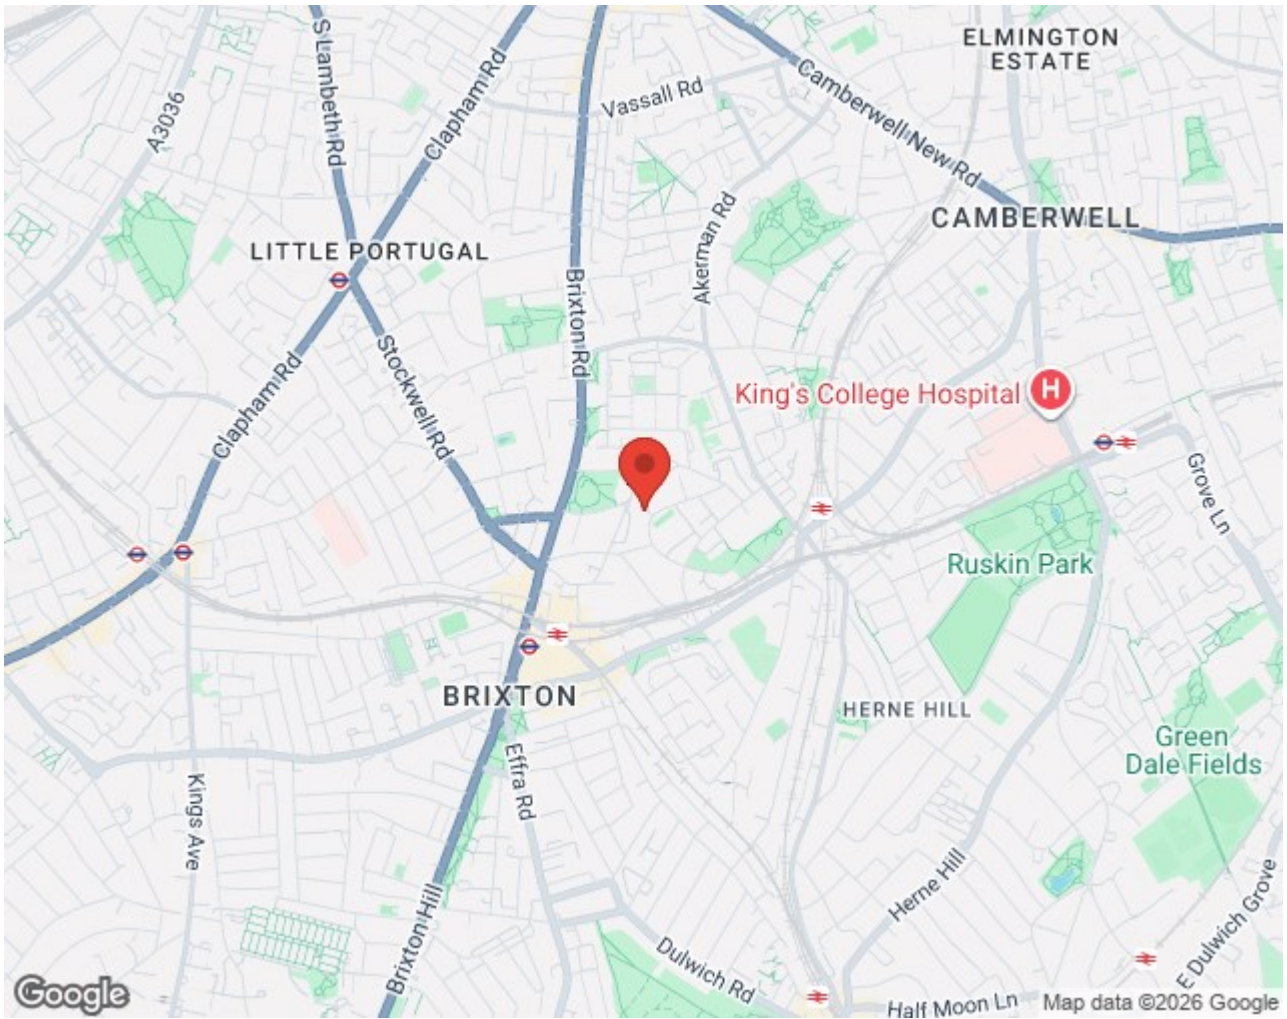 ELMINGTON
ESTATE
S Lambeth Rd
Clapham Rd
A3036
Vassall Rd
Camberwell New Rd
Akerman Rd
CAMBERWELL
LITTLE PORTUGAL
Brixton Rd
Stockwell Rd
Clapham Rd
King's College Hospital
H
Grove Ln
Ruskin Park
BRIXTON
HERNE HILL
Green
Dale Fields
Effra Rd
Kings Ave
Herne Hill
Brixton Hill
Dulwich Rd
E Dulwich Grove
Half Moon Ln
Google
Map data ©2026 Google